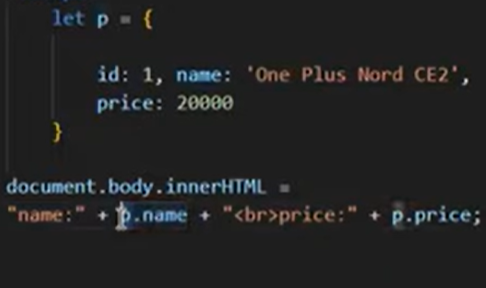 let p = {
id: 1, name: 'One Plus Nord CE2',
price: 20000
}
document.body.innerHTML =
"name:" + p.name + "<br>price:" + p.price;